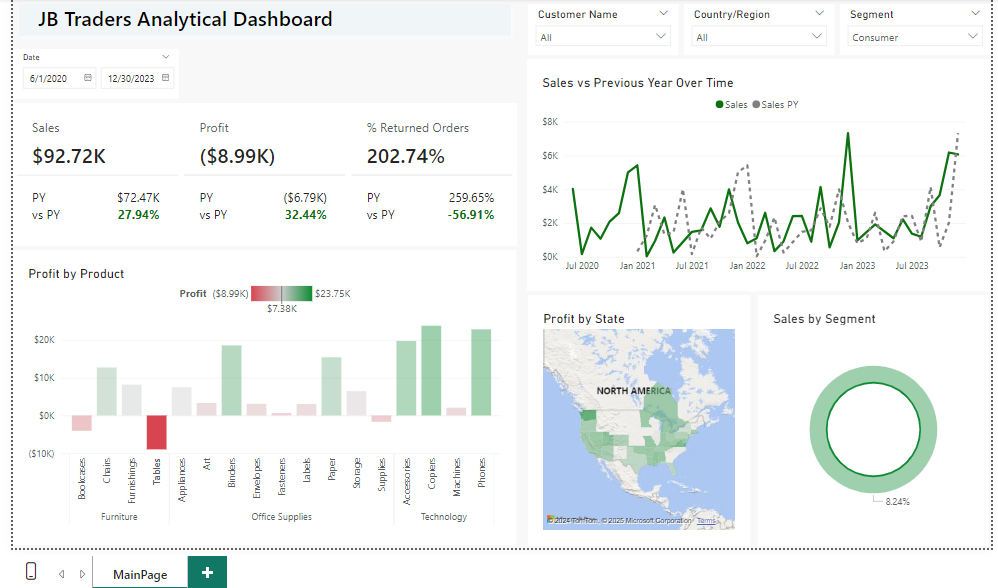 JB Traders Analytical Dashboard
Customer Name
All
Country/Region
All
Segment
Consumer
Date
6/1/2020
12/30/2023
Sales
$92.72K
PY $72.47K
vs PY 27.94%
Profit
($8.99K)
PY ($6.79K)
vs PY 32.44%
% Returned Orders
202.74%
PY 259.65%
vs PY -56.91%
Sales vs Previous Year Over Time
Sales Sales PY
$8K
$6K
$4K
$2K
$0K
Jul 2020 Jan 2021 Jul 2021 Jan 2022 Jul 2022 Jan 2023 Jul 2023
Profit by Product
Profit ($8.99K) $23.75K
$7.38K
$20K
$10K
$0K
($10K)
Bookcases
Chairs
Furnishings
Tables
Appliances
Art
Binders
Envelopes
Fasteners
Labels
Paper
Storage
Supplies
Accessories
Copiers
Machines
Phones
Furniture Office Supplies Technology
Profit by State
NORTH AMERICA
© 2024 TomTom, © 2025 Microsoft Corporation Terms
Sales by Segment
8.24%
MainPage
+